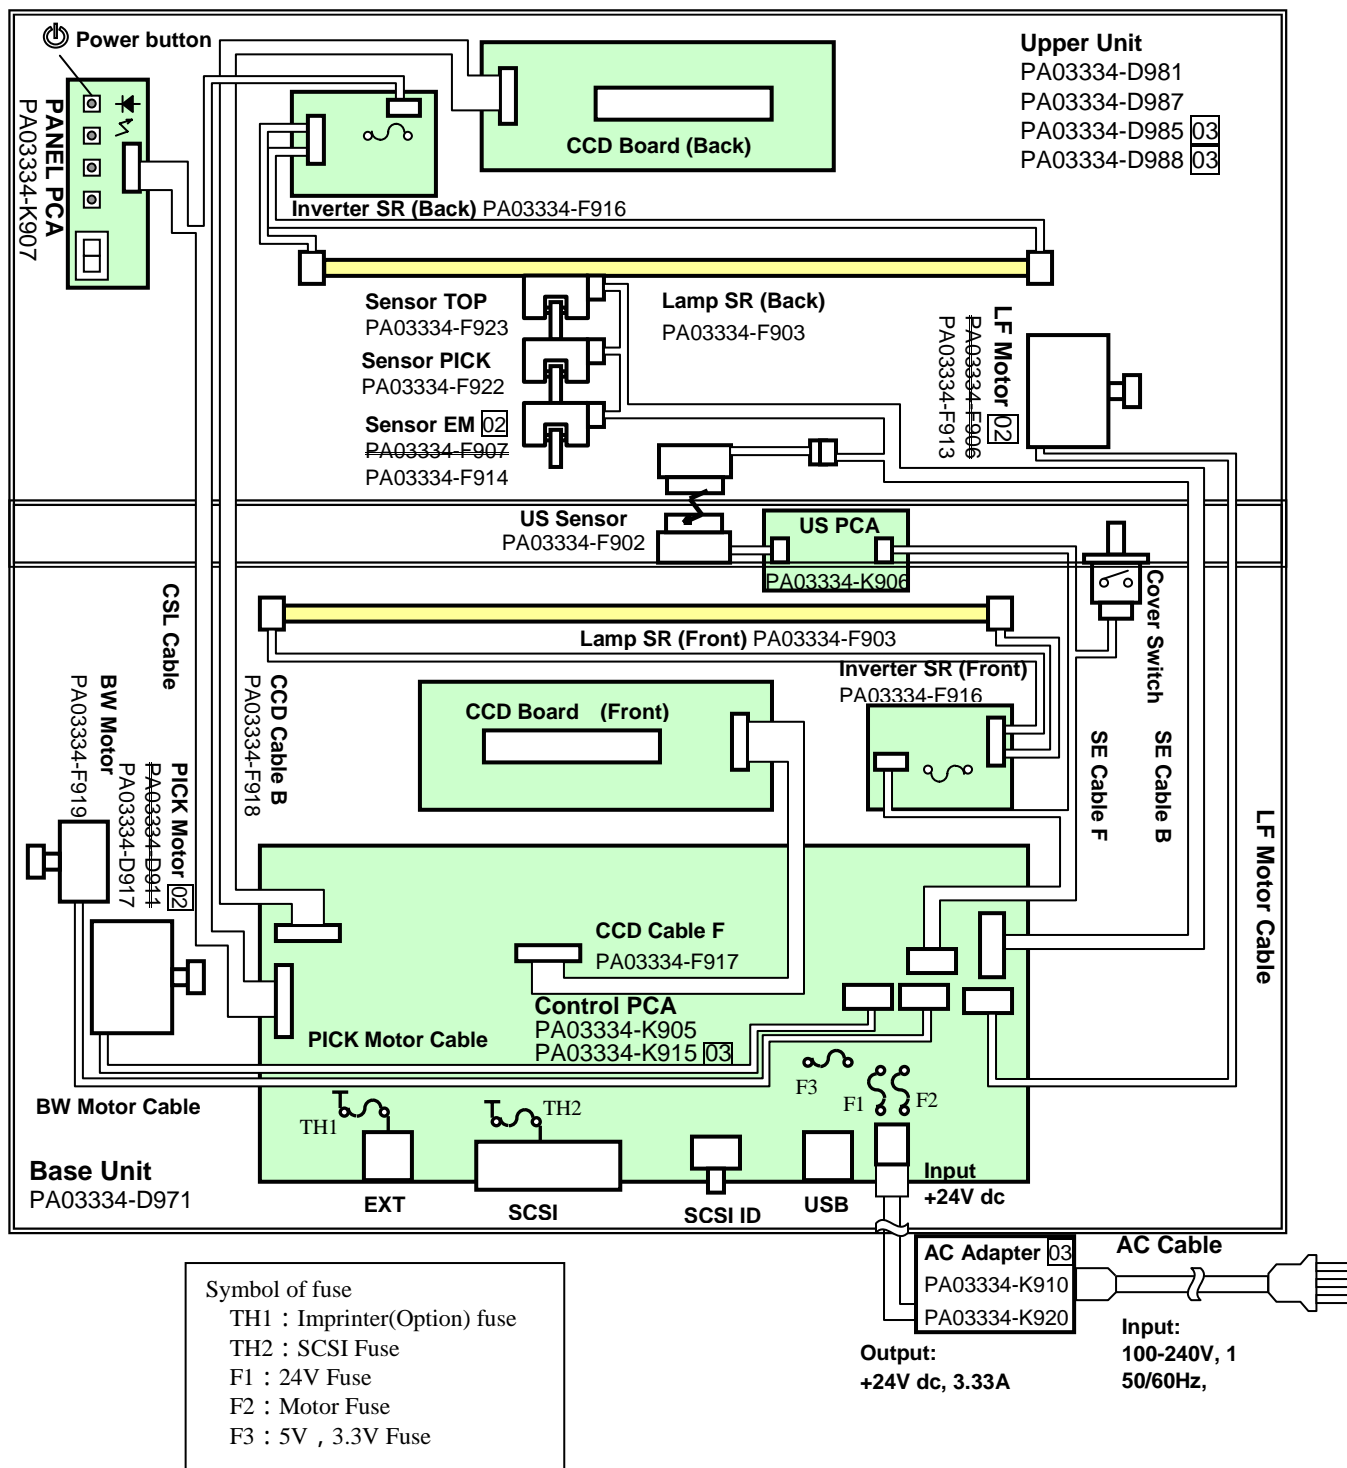 Power button
PANEL PCA
PA03334-K907
CCD Board (Back)
Upper Unit
PA03334-D981
PA03334-D987
PA03334-D985 03
PA03334-D988 03
Inverter SR (Back) PA03334-F916
Sensor TOP
PA03334-F923
Sensor PICK
PA03334-F922
Sensor EM 02
PA03334-F907
PA03334-F914
Lamp SR (Back)
PA03334-F903
LF Motor 02
PA03334-F906
PA03334-F913
US Sensor
PA03334-F902
US PCA
PA03334-K906
Cover Switch
CSL Cable
Lamp SR (Front) PA03334-F903
Inverter SR (Front)
PA03334-F916
CCD Board (Front)
CCD Cable B
PA03334-F918
BW Motor
PA03334-F919
PICK Motor 02
PA03334-D911
PA03334-D917
SE Cable F
SE Cable B
LF Motor Cable
CCD Cable F
PA03334-F917
Control PCA
PA03334-K905
PA03334-K915 03
PICK Motor Cable
BW Motor Cable
F3
F1
F2
TH1
TH2
Base Unit
PA03334-D971
EXT
SCSI
SCSI ID
USB
Input
+24V dc
AC Adapter 03
PA03334-K910
PA03334-K920
AC Cable
Output:
+24V dc, 3.33A
Input:
100-240V, 1
50/60Hz,
Symbol of fuse
TH1 : Imprinter(Option) fuse
TH2 : SCSI Fuse
F1 : 24V Fuse
F2 : Motor Fuse
F3 : 5V , 3.3V Fuse